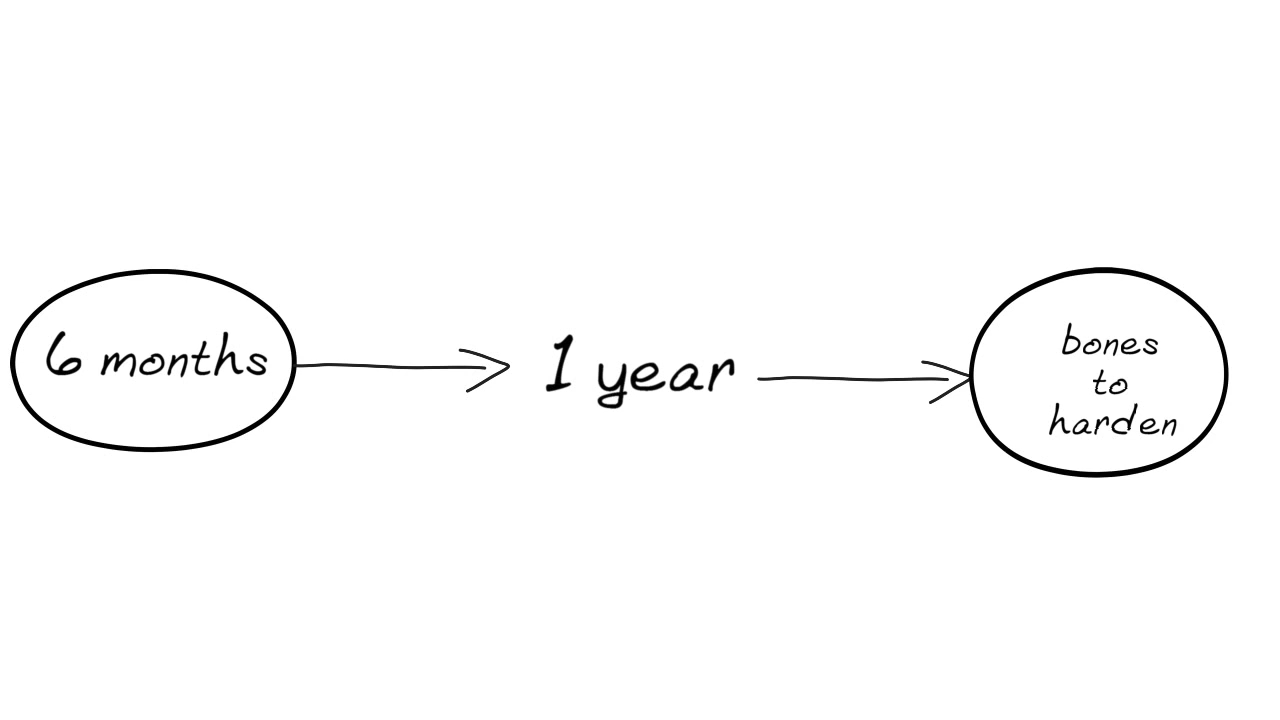 6 months
1 year
bones
to
harden